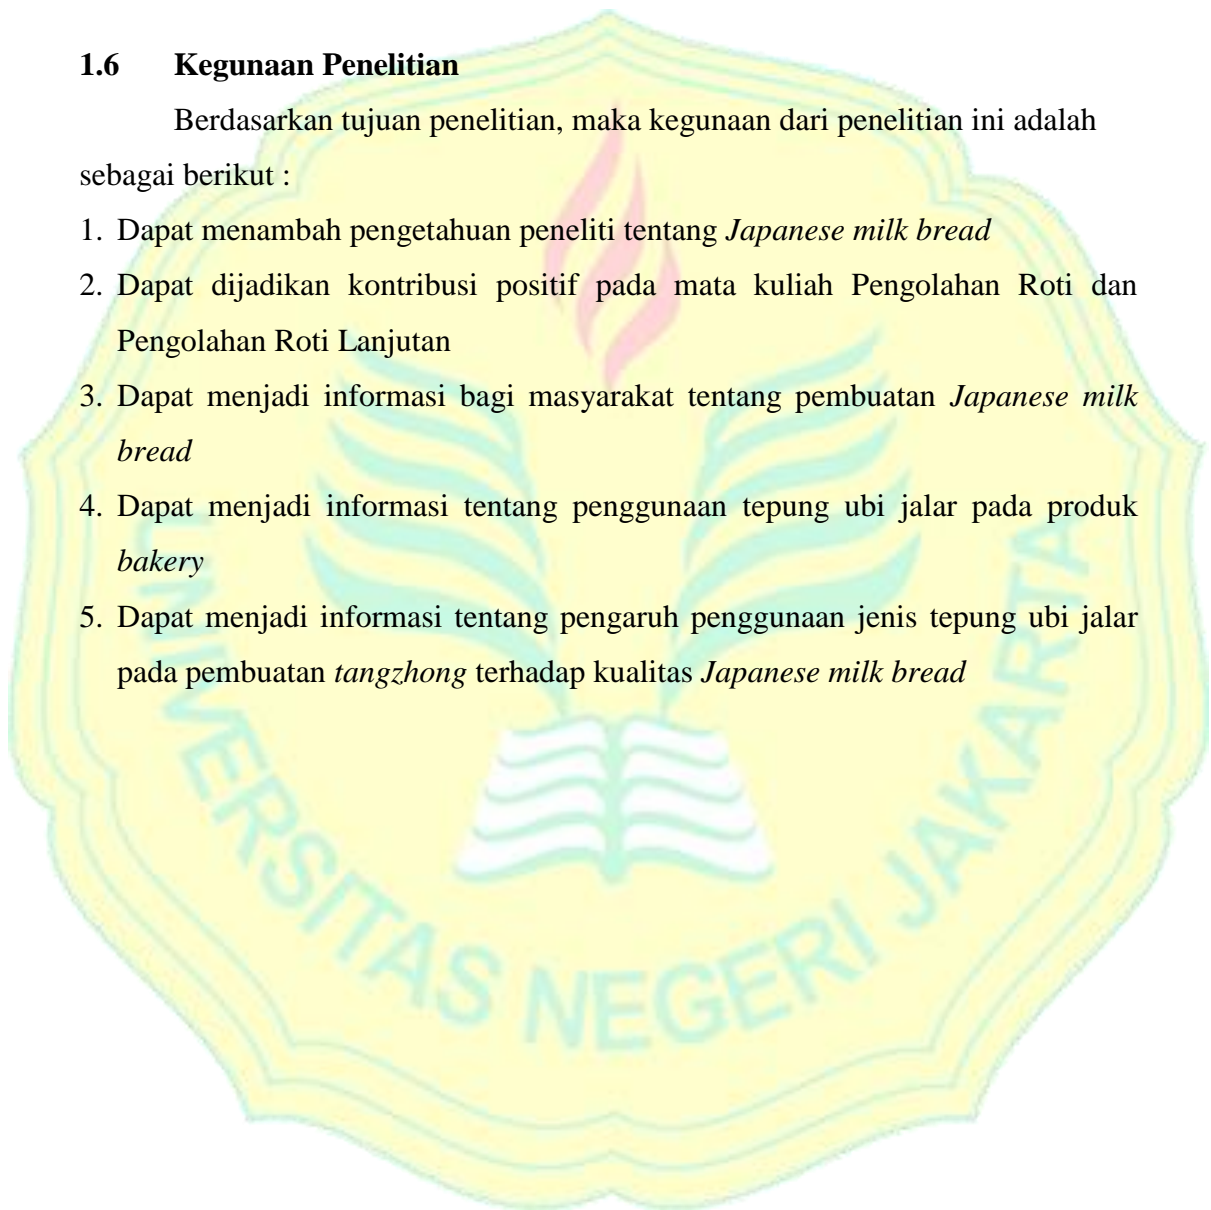 1.6 Kegunaan Penelitian
Berdasarkan tujuan penelitian, maka kegunaan dari penelitian ini adalah
sebagai berikut :
1. Dapat menambah pengetahuan peneliti tentang Japanese milk bread
2. Dapat dijadikan kontribusi positif pada mata kuliah Pengolahan Roti dan
Pengolahan Roti Lanjutan
3. Dapat menjadi informasi bagi masyarakat tentang pembuatan Japanese milk
bread
4. Dapat menjadi informasi tentang penggunaan tepung ubi jalar pada produk
bakery
5. Dapat menjadi informasi tentang pengaruh penggunaan jenis tepung ubi jalar
pada pembuatan tangzhong terhadap kualitas Japanese milk bread
UNIVERSITAS NEGERI JAKARTA